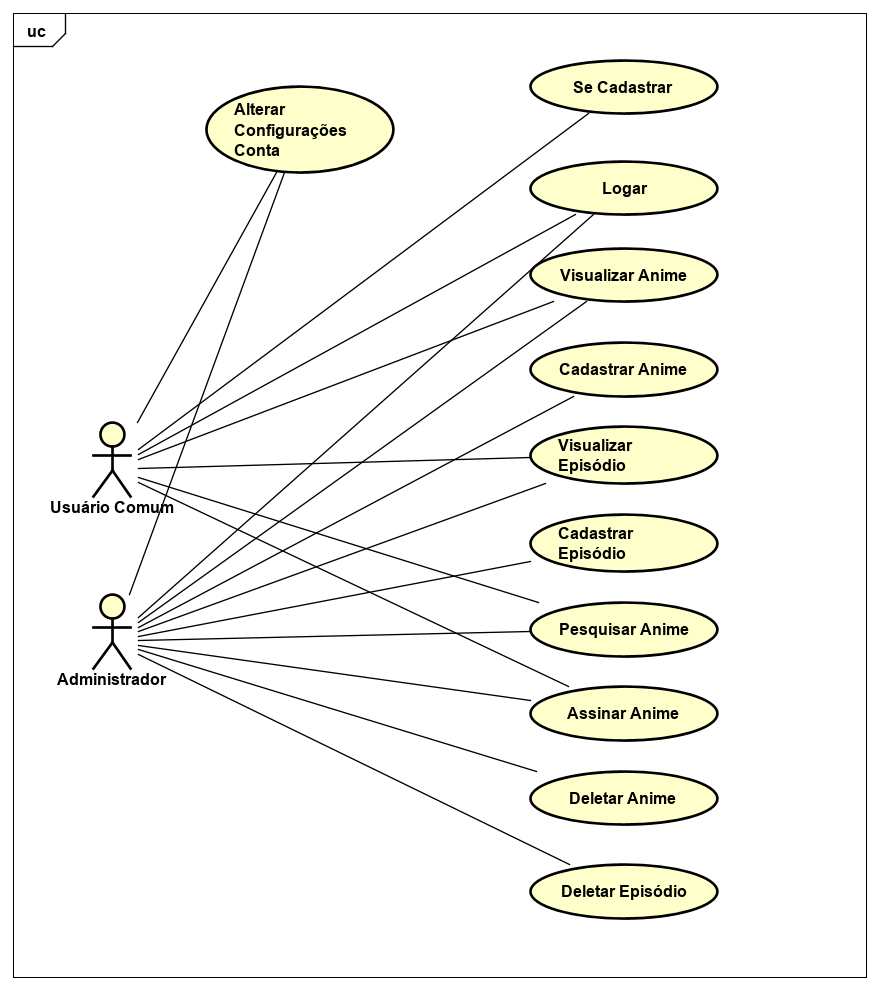 uc
Se Cadastrar
Alterar
Configurações
Conta
Logar
Visualizar Anime
Cadastrar Anime
Visualizar
Episódio
Usuário Comum
Cadastrar
Episódio
Pesquisar Anime
Administrador
Assinar Anime
Deletar Anime
Deletar Episódio